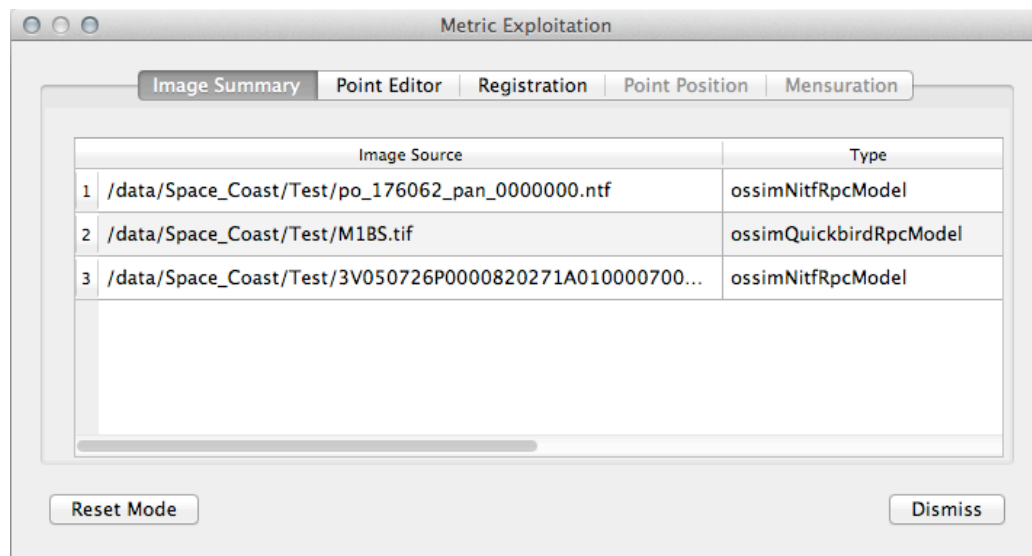 Metric Exploitation
Image Summary Point Editor Registration Point Position Mensuration
Image Source Type
1 /data/Space_Coast/Test/po_176062_pan_0000000.ntf ossimNitfRpcModel
2 /data/Space_Coast/Test/M1BS.tif ossimQuickbirdRpcModel
3 /data/Space_Coast/Test/3V050726P0000820271A010000700... ossimNitfRpcModel
Reset Mode Dismiss